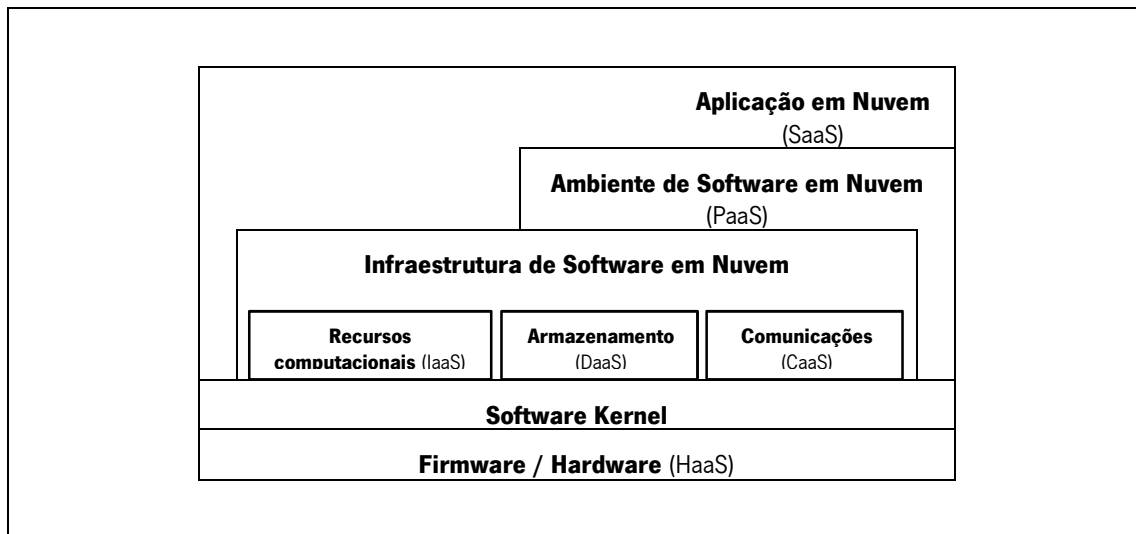 Aplicação em Nuvem
(SaaS)
Ambiente de Software em Nuvem
(PaaS)
Infraestrutura de Software em Nuvem
Recursos
computacionais (IaaS)
Armazenamento
(DaaS)
Comunicações
(CaaS)
Software Kernel
Firmware / Hardware (HaaS)